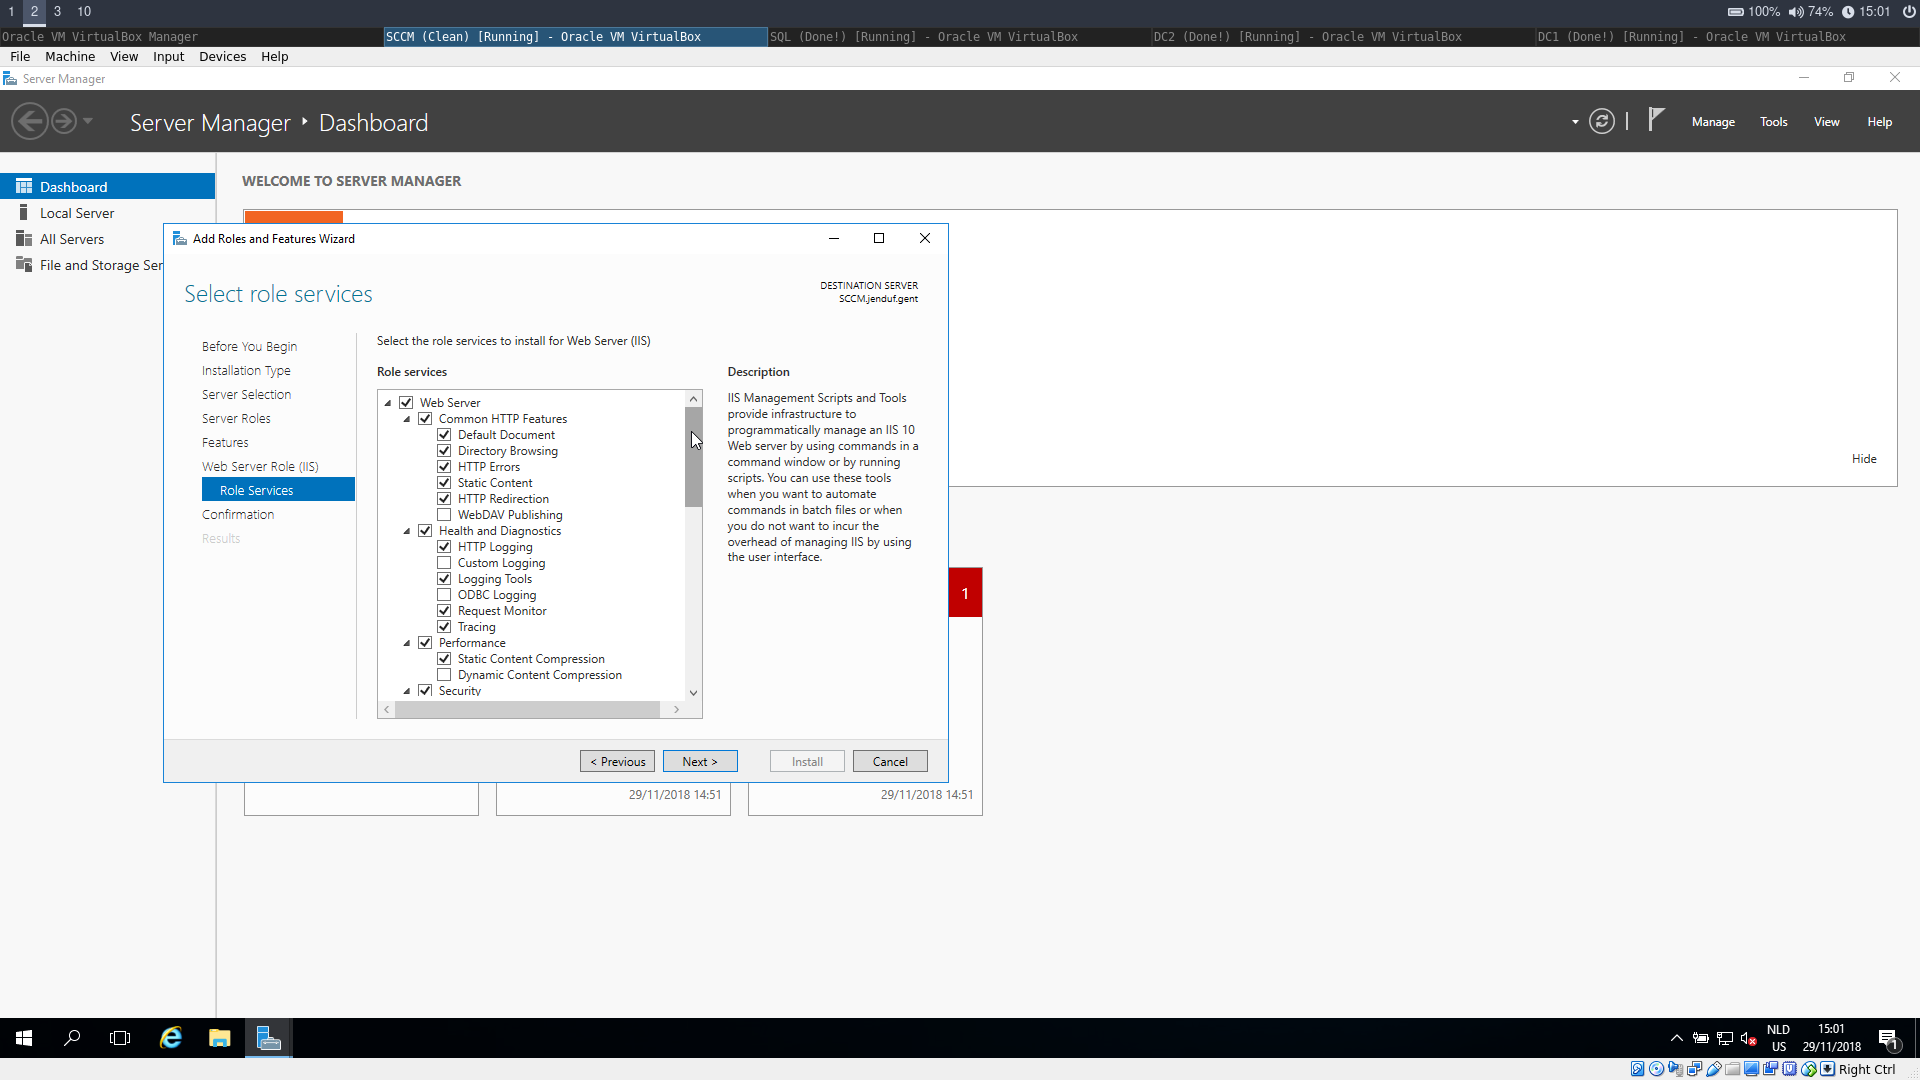 1 2 3 10
100% 74% 15:01
Oracle VM VirtualBox Manager
SCCM (Clean) [Running] - Oracle VM VirtualBox
SQL (Done!) [Running] - Oracle VM VirtualBox
DC2 (Done!) [Running] - Oracle VM VirtualBox
DC1 (Done!) [Running] - Oracle VM VirtualBox
File Machine View Input Devices Help
Server Manager
Server Manager Dashboard
Manage Tools View Help
Dashboard
Local Server
All Servers
File and Storage Ser
WELCOME TO SERVER MANAGER
Hide
1
29/11/2018 14:51
29/11/2018 14:51
Add Roles and Features Wizard
Select role services
DESTINATION SERVER
SCCM.jenduf.gent
Before You Begin
Installation Type
Server Selection
Server Roles
Features
Web Server Role (IIS)
Role Services
Confirmation
Results
Select the role services to install for Web Server (IIS)
Role services
Web Server
Common HTTP Features
Default Document
Directory Browsing
HTTP Errors
Static Content
HTTP Redirection
WebDAV Publishing
Health and Diagnostics
HTTP Logging
Custom Logging
Logging Tools
ODBC Logging
Request Monitor
Tracing
Performance
Static Content Compression
Dynamic Content Compression
Security
Description
IIS Management Scripts and Tools
provide infrastructure to
programmatically manage an IIS 10
Web server by using commands in a
command window or by running
scripts. You can use these tools
when you want to automate
commands in batch files or when
you do not want to incur the
overhead of managing IIS by using
the user interface.
< Previous
Next >
Install
Cancel
NLD
US
15:01
29/11/2018
1
Right Ctrl